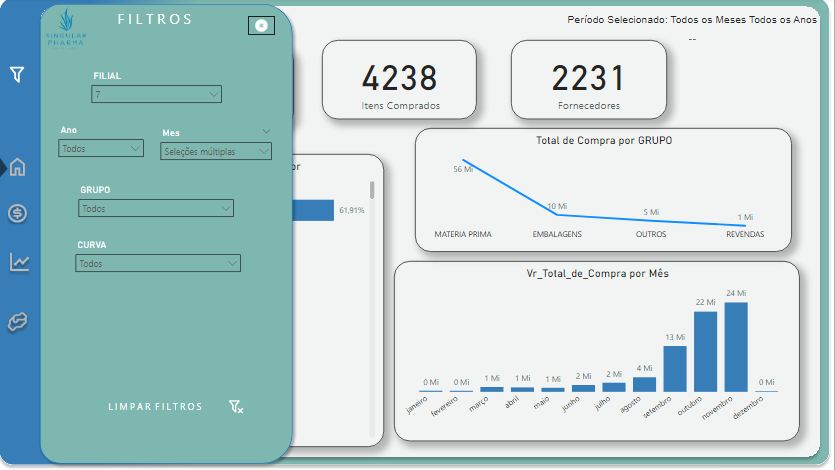 SINGULAR
PHARMA
FILTROS
Período Selecionado: Todos os Meses Todos os Anos
--
FILIAL
7
Ano
Todos
Mes
Seleções múltiplas
GRUPO
Todos
CURVA
Todos
LIMPAR FILTROS
4238
Itens Comprados
2231
Fornecedores
or
61,91%
Total de Compra por GRUPO
56 Mi
10 Mi
5 Mi
1 Mi
MATERIA PRIMA
EMBALAGENS
OUTROS
REVENDAS
Vr_Total_de_Compra por Mês
0 Mi
0 Mi
1 Mi
1 Mi
1 Mi
2 Mi
2 Mi
4 Mi
13 Mi
22 Mi
24 Mi
0 Mi
janeiro
fevereiro
março
abril
maio
junho
julho
agosto
setembro
outubro
novembro
dezembro